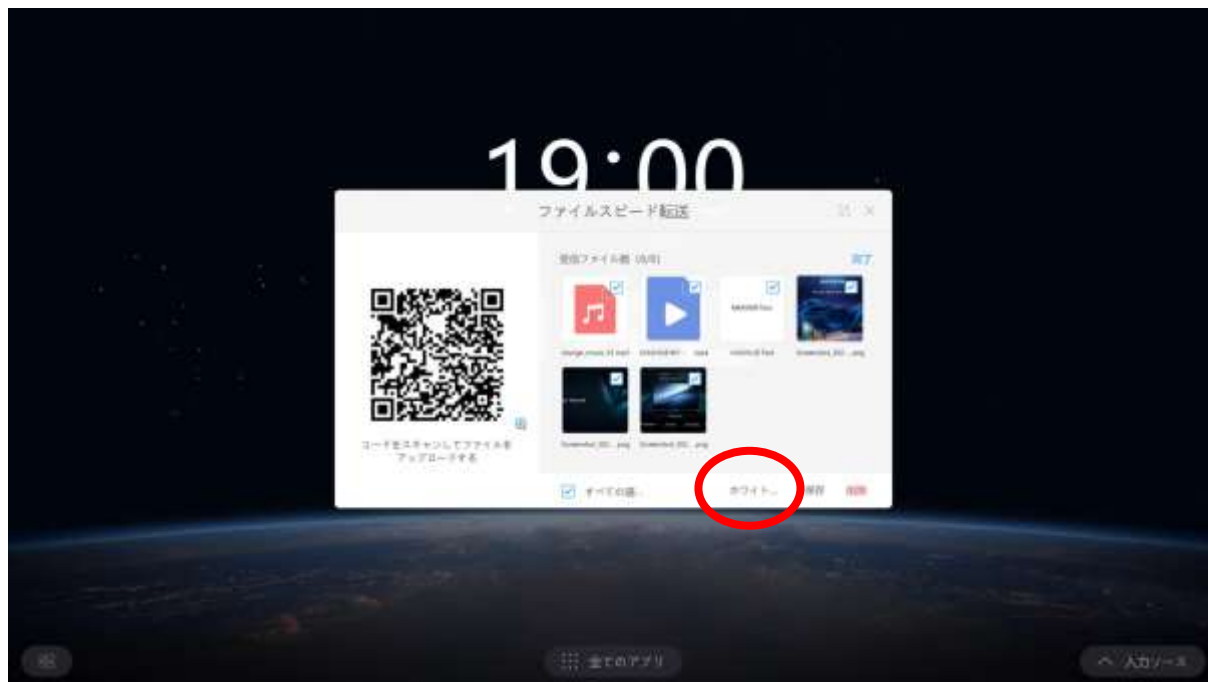 19:00
ファイルスピード転送
受信ファイル数
完了
コードをスキャンしてファイルを
アップロードする
すべての選...
ホワイト...
保存
削除
全てのアプリ
入力ソース